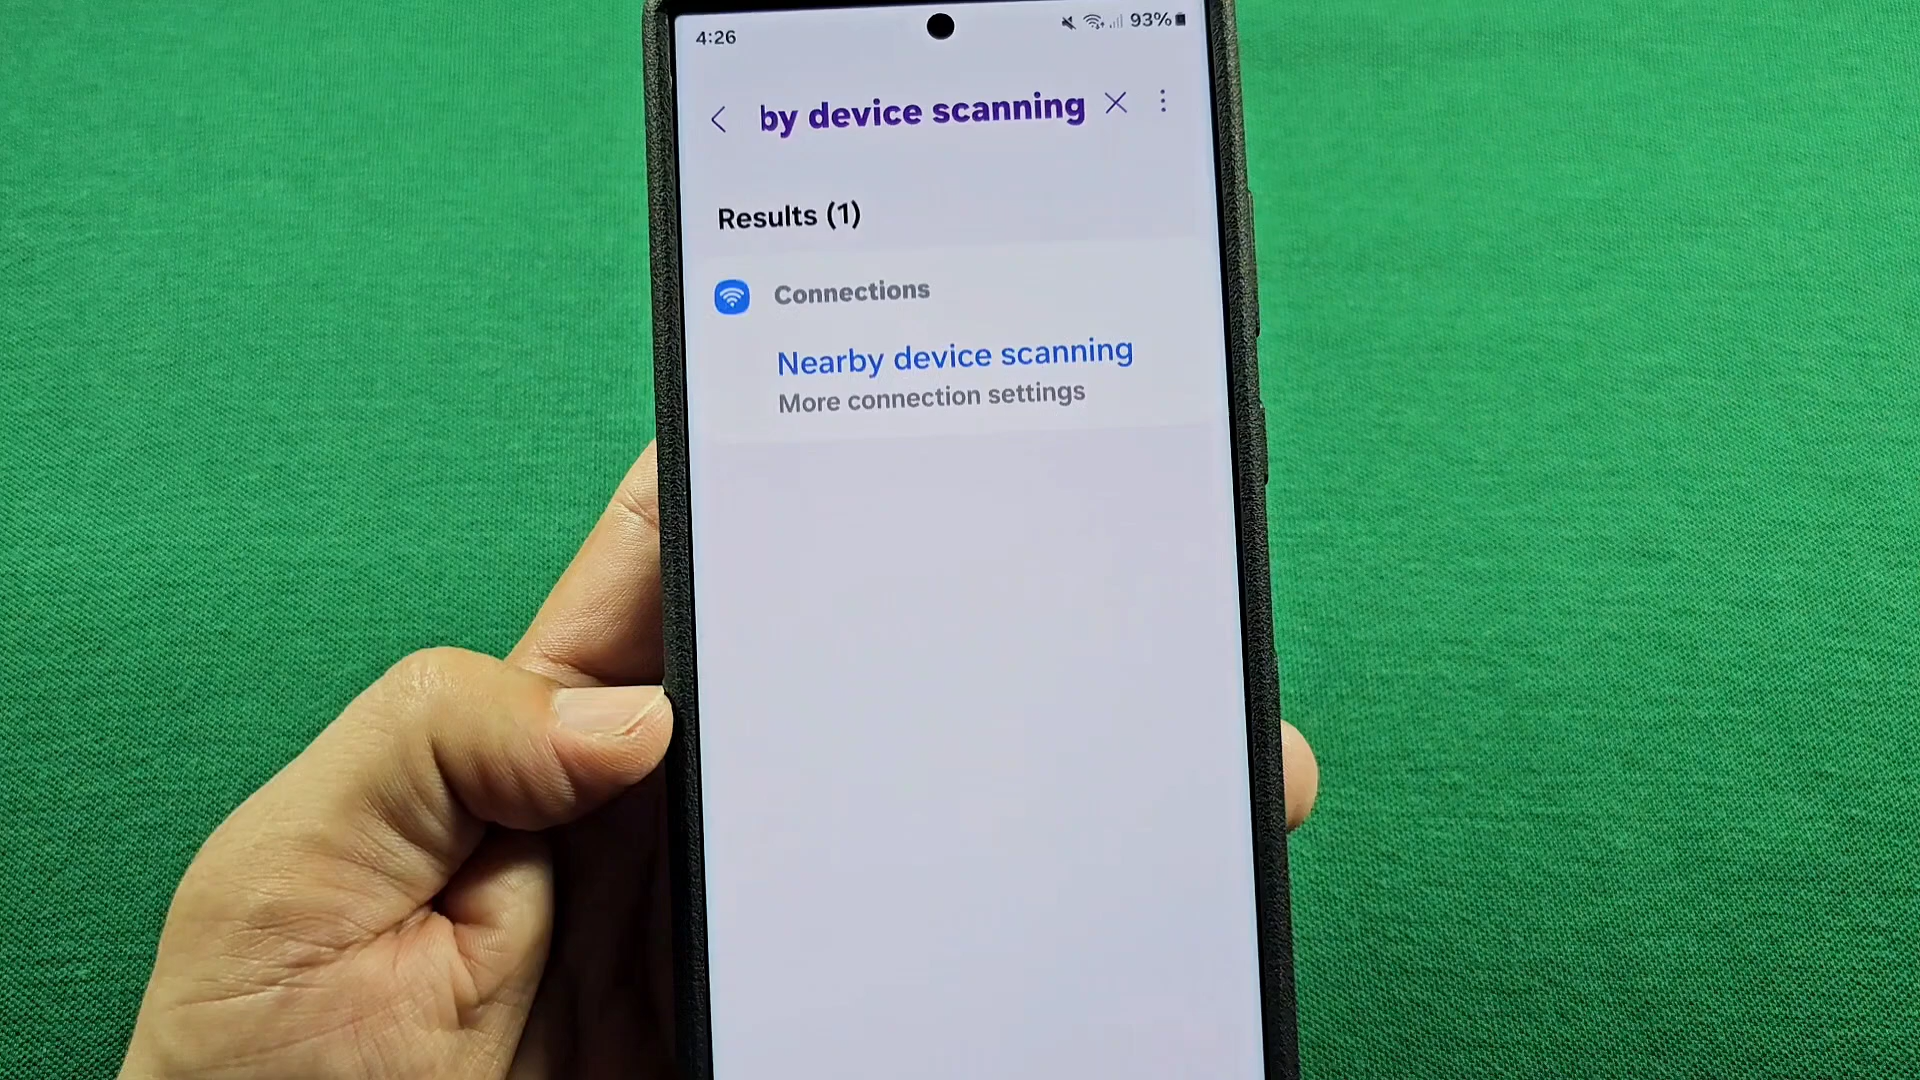 4:26
93%
by device scanning
Results (1)
Connections
Nearby device scanning
More connection settings